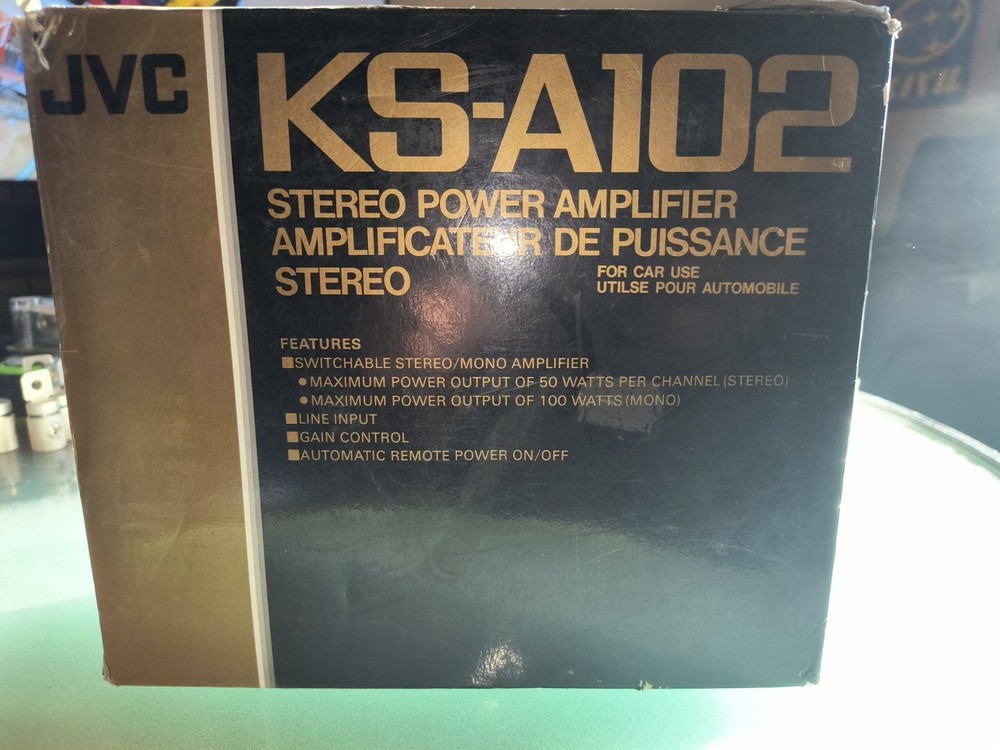 JVC
KS-A102
STEREO POWER AMPLIFIER
AMPLIFICATEUR DE PUISSANCE
STEREO
FOR CAR USE
UTILSE POUR AUTOMOBILE
FEATURES
■SWITCHABLE STEREO/MONO AMPLIFIER
●MAXIMUM POWER OUTPUT OF 50 WATTS PER CHANNEL (STEREO)
●MAXIMUM POWER OUTPUT OF 100 WATTS (MONO)
■LINE INPUT
■GAIN CONTROL
■AUTOMATIC REMOTE POWER ON/OFF